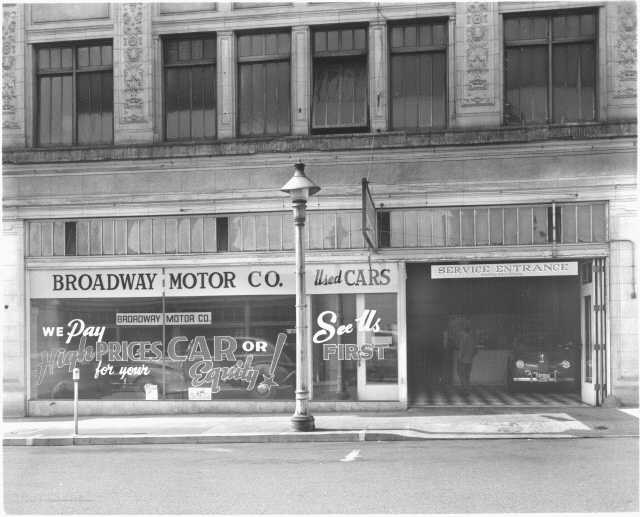 BROADWAY MOTOR CO.
Used CARS
SERVICE ENTRANCE
BROADWAY MOTOR CO.
WE Pay
High PRICES CAR OR
for your Equity!
See Us
FIRST